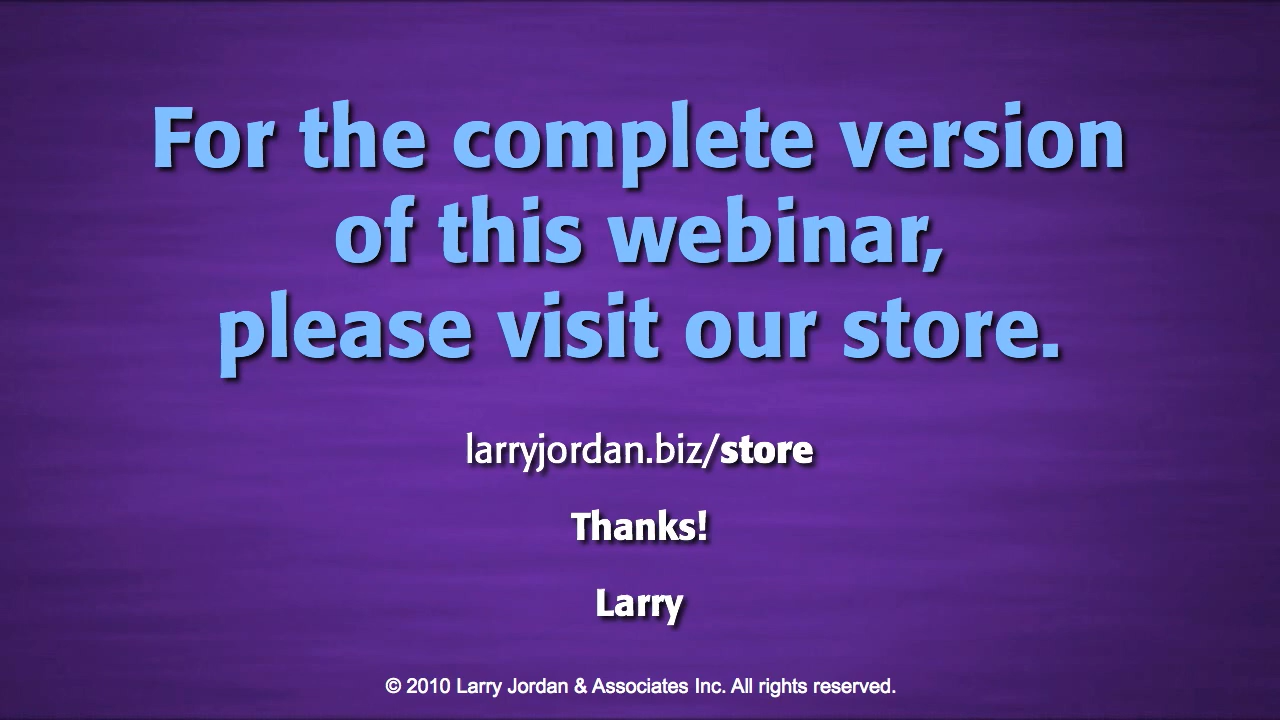 For the complete version
of this webinar,
please visit our store.
larryjordan.biz/store
Thanks!
Larry
© 2010 Larry Jordan & Associates Inc. All rights reserved.